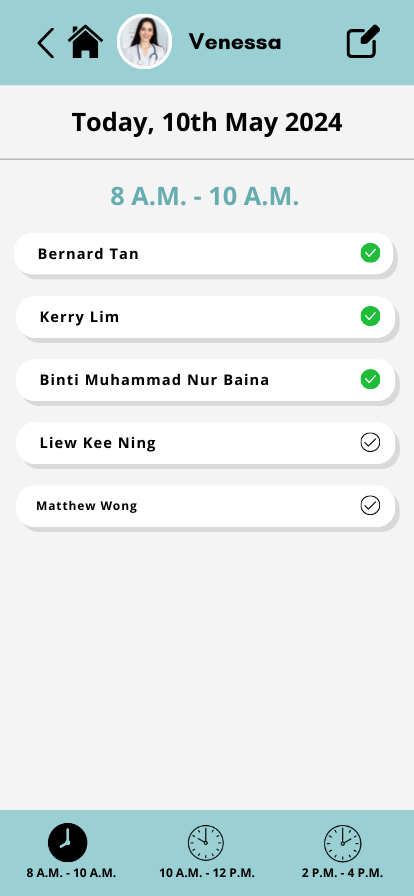 Venessa
Today, 10th May 2024
8 A.M. - 10 A.M.
Bernard Tan
Kerry Lim
Binti Muhammad Nur Baina
Liew Kee Ning
Matthew Wong
8 A.M. - 10 A.M.
10 A.M. - 12 P.M.
2 P.M. - 4 P.M.